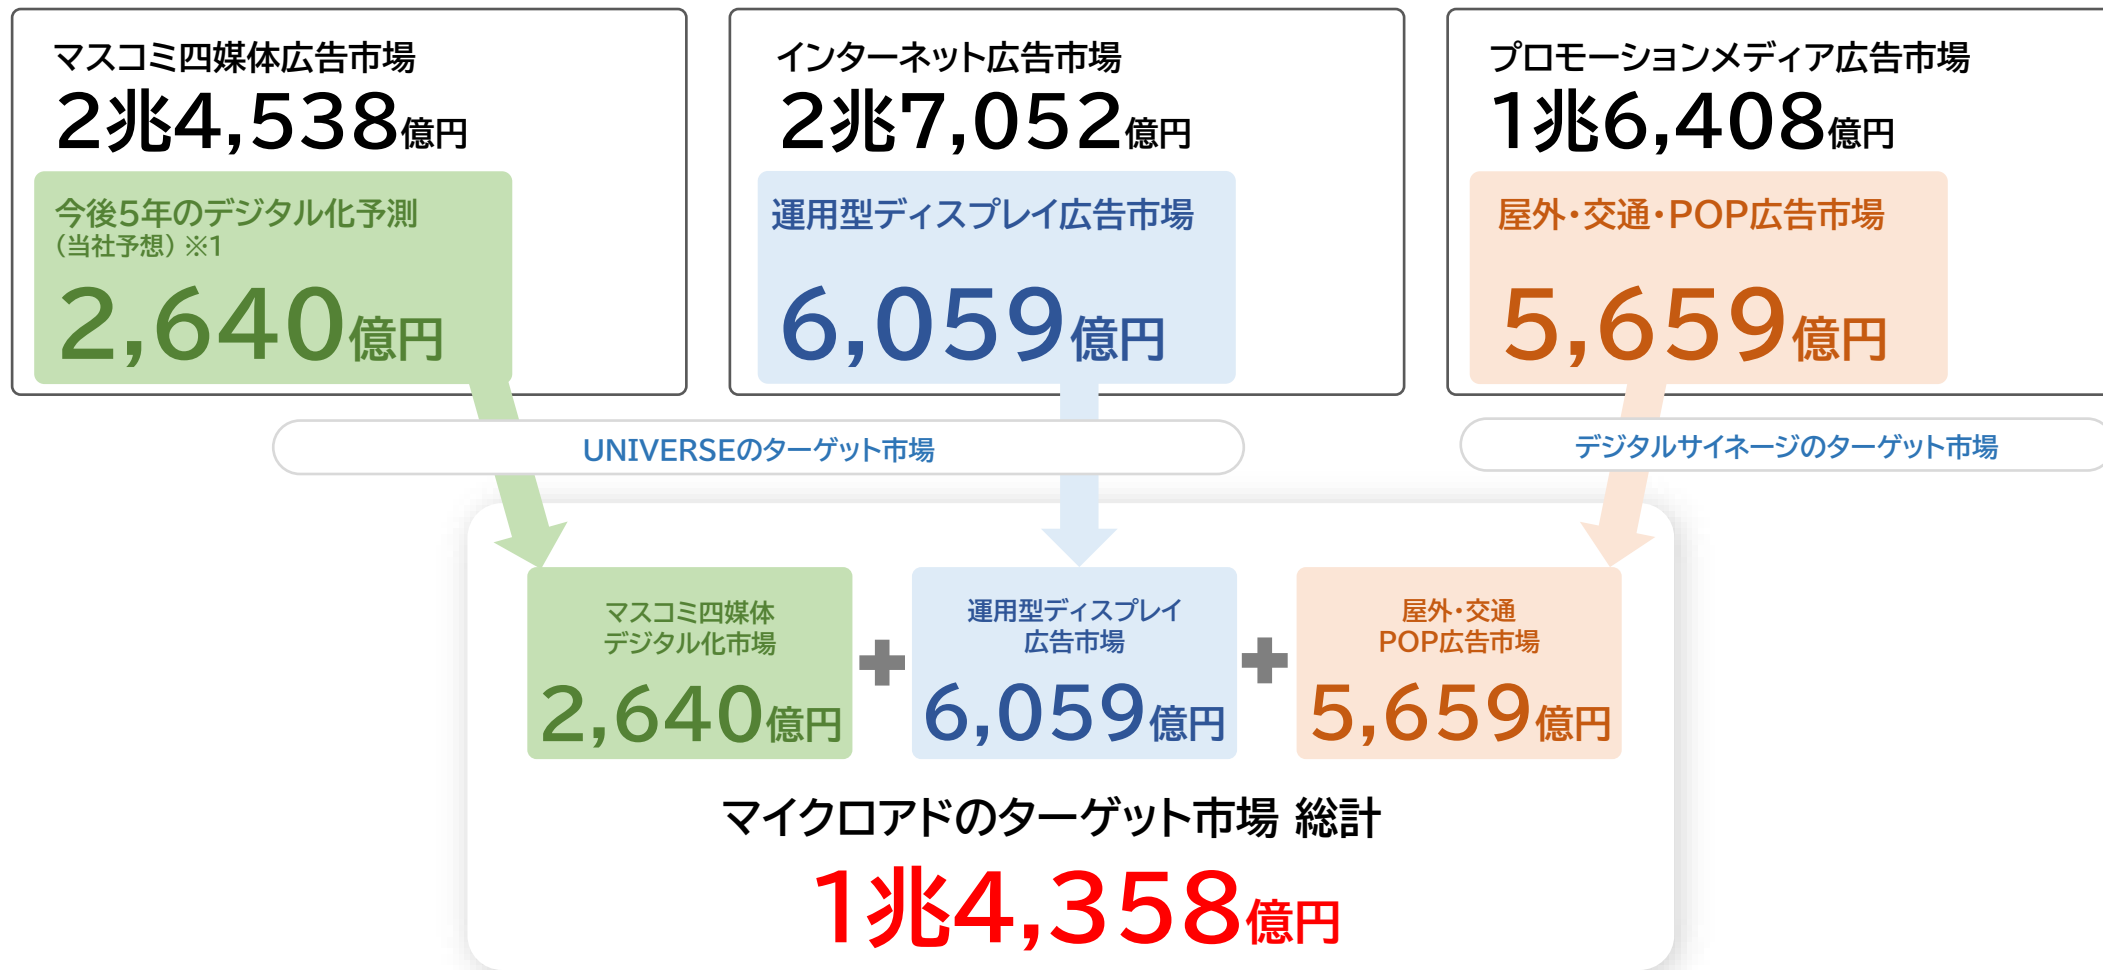 マスコミ四媒体広告市場
2兆4,538億円
今後5年のデジタル化予測
(当社予想) ※1
2,640億円
インターネット広告市場
2兆7,052億円
運用型ディスプレイ広告市場
6,059億円
プロモーションメディア広告市場
1兆6,408億円
屋外・交通・POP広告市場
5,659億円
UNIVERSEのターゲット市場
デジタルサイネージのターゲット市場
マスコミ四媒体
デジタル化市場
2,640億円
運用型ディスプレイ
広告市場
6,059億円
屋外・交通
POP広告市場
5,659億円
マイクロアドのターゲット市場 総計
1兆4,358億円